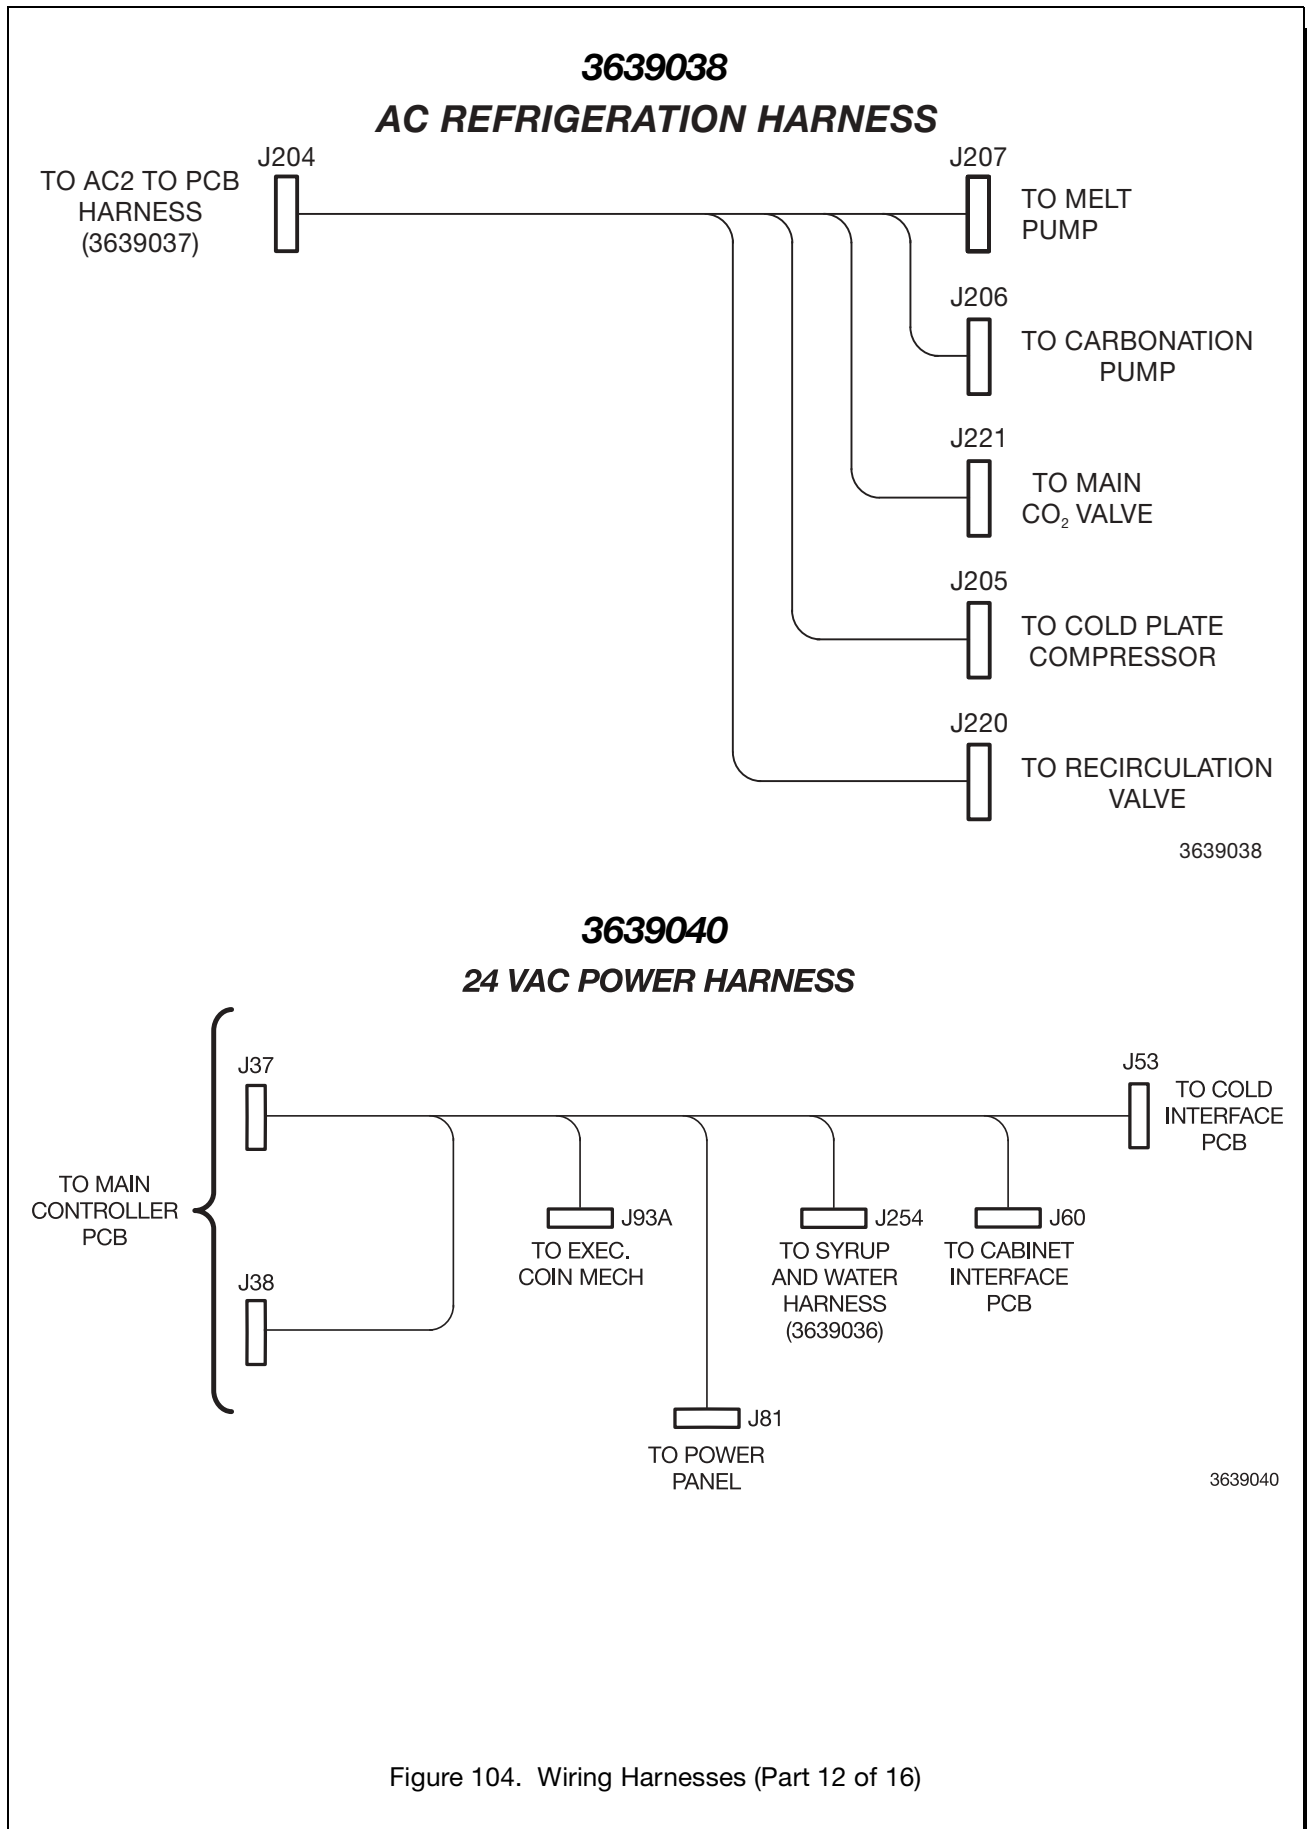 3639038
AC REFRIGERATION HARNESS
J204
TO AC2 TO PCB
HARNESS
(3639037)
J207
TO MELT
PUMP
J206
TO CARBONATION
PUMP
J221
TO MAIN
CO₂ VALVE
J205
TO COLD PLATE
COMPRESSOR
J220
TO RECIRCULATION
VALVE
3639038
3639040
24 VAC POWER HARNESS
TO MAIN
CONTROLLER
PCB
J37
J38
J93A
TO EXEC.
COIN MECH
J81
TO POWER
PANEL
J254
TO SYRUP
AND WATER
HARNESS
(3639036)
J60
TO CABINET
INTERFACE
PCB
J53
TO COLD
INTERFACE
PCB
3639040
Figure 104. Wiring Harnesses (Part 12 of 16)